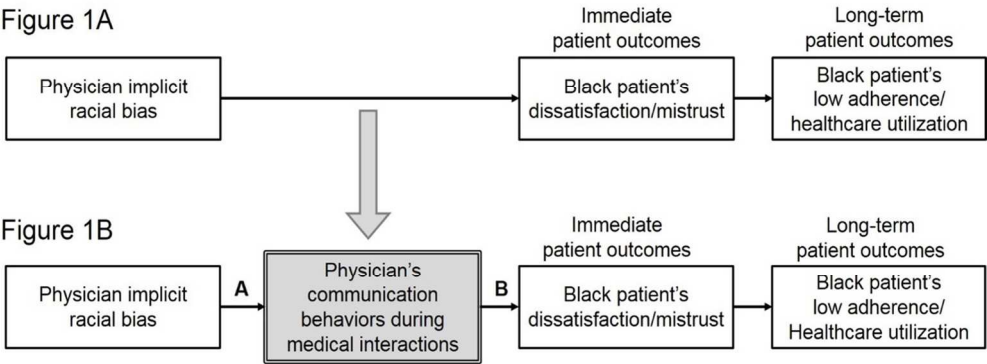 Figure 1A
Immediate
patient outcomes
Long-term
patient outcomes
Physician implicit
racial bias
Black patient's
dissatisfaction/mistrust
Black patient's
low adherence/
healthcare utilization
Figure 1B
Immediate
patient outcomes
Long-term
patient outcomes
Physician implicit
racial bias
A
Physician's
communication
behaviors during
medical interactions
B
Black patient's
dissatisfaction/mistrust
Black patient's
low adherence/
Healthcare utilization